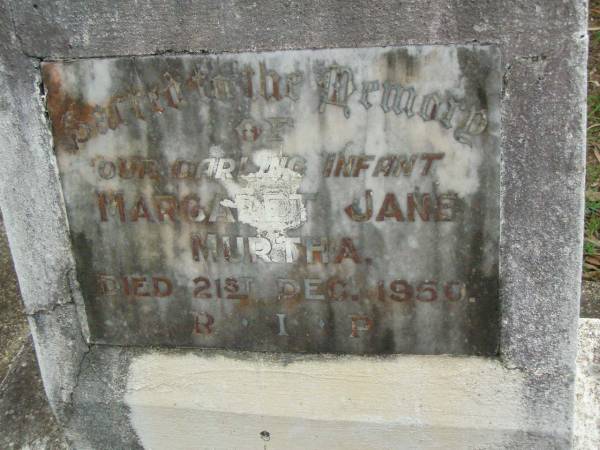 Sacred to the Memory
OF
OUR DARLING INFANT
MARGARET JANE
MURTHA.
DIED 21ST DEC. 1950.
R · I · P